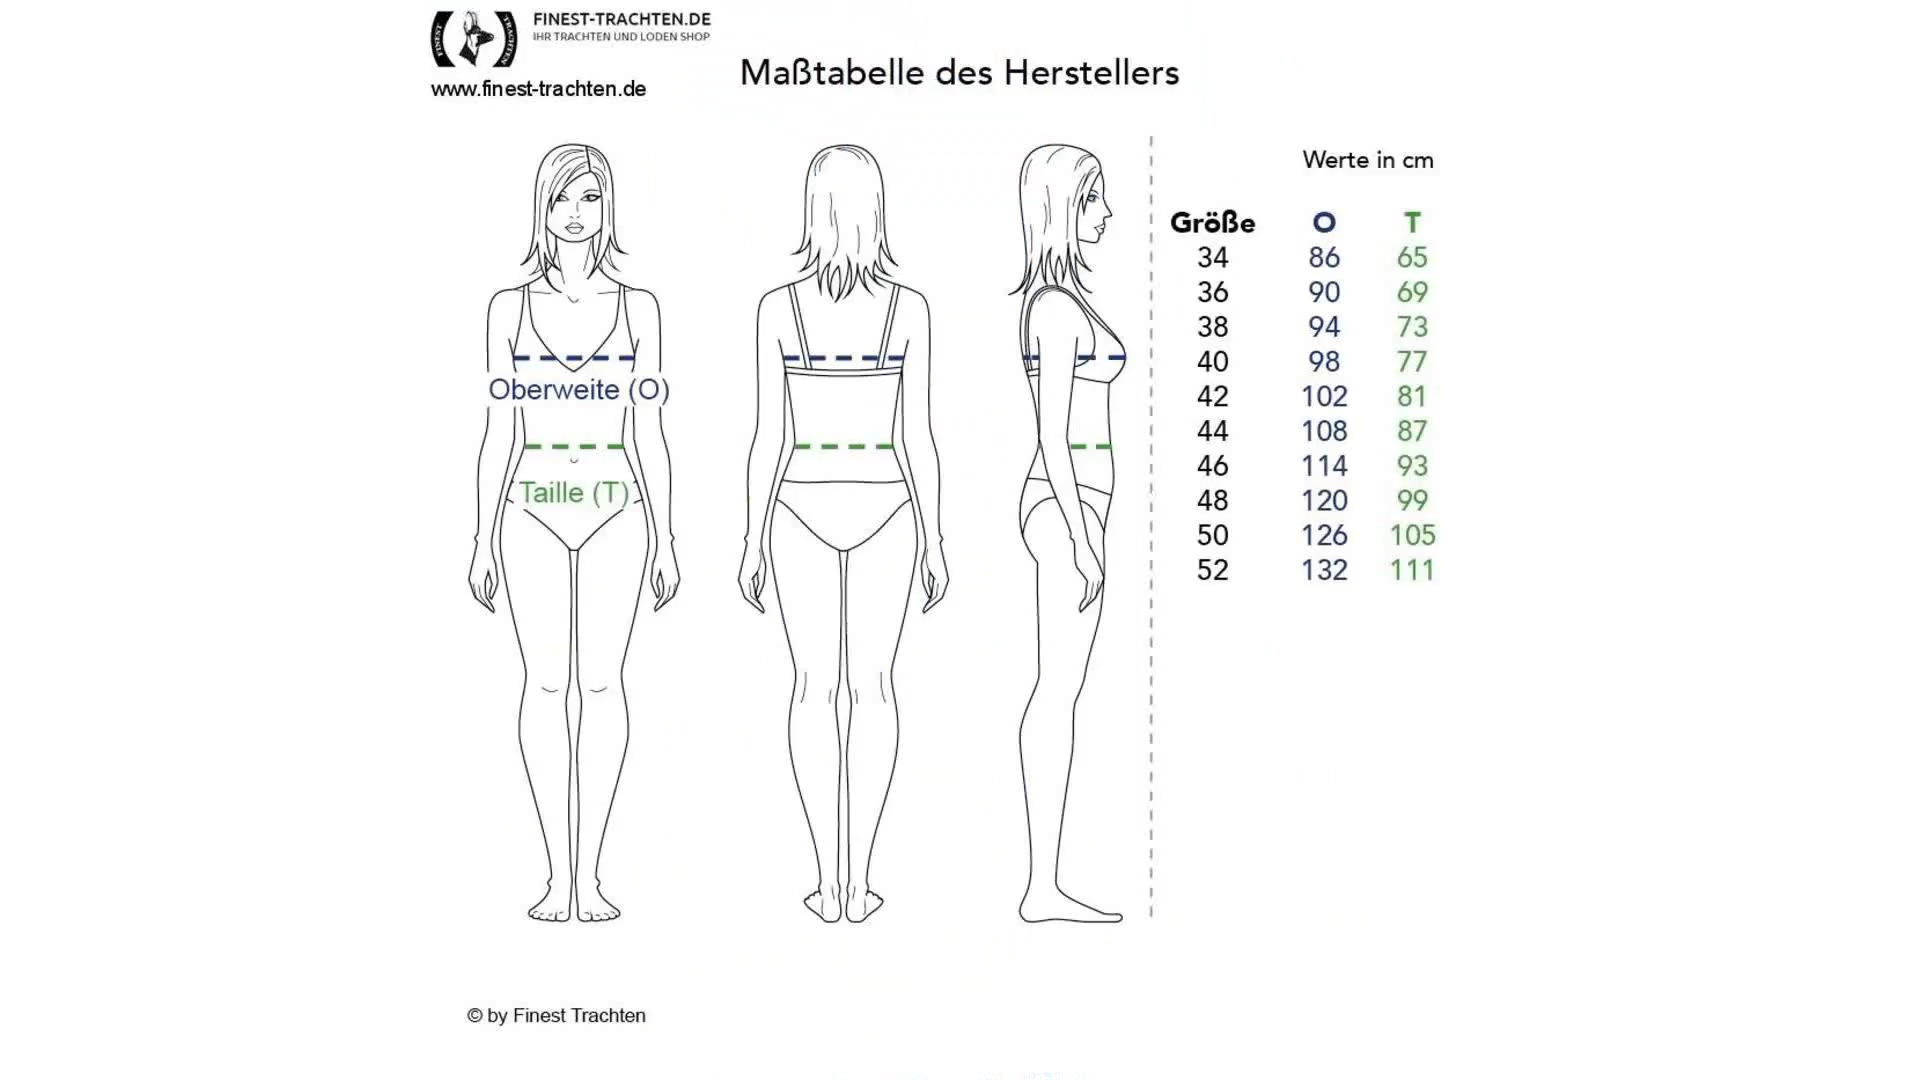 FINEST TRACHTEN
FINEST-TRACHTEN.DE
IHR TRACHTEN UND LODEN SHOP
www.finest-trachten.de
Maßtabelle des Herstellers
Werte in cm
Größe O T
34 86 65
36 90 69
38 94 73
40 98 77
42 102 81
44 108 87
46 114 93
48 120 99
50 126 105
52 132 111
Oberweite (O)
Taille (T)
© by Finest Trachten